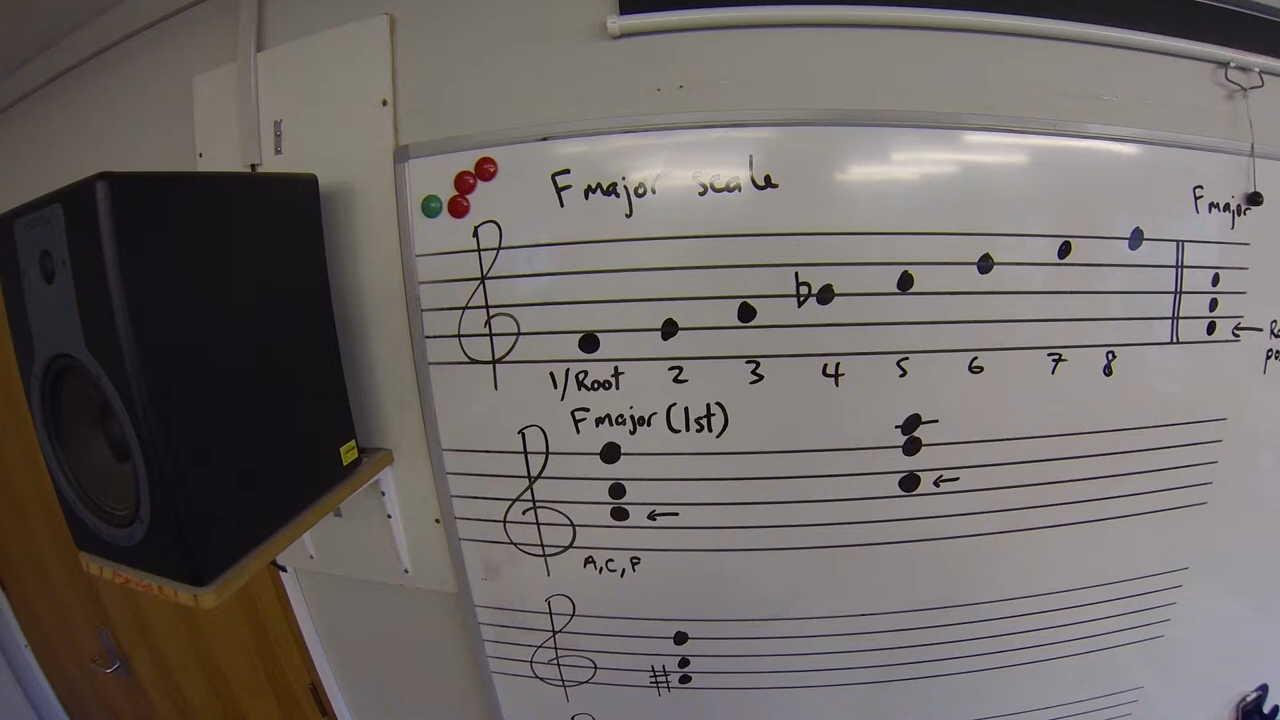 F major scale
F major
1/Root 2 3 4 5 6 7 8
F major (1st)
A, C, F